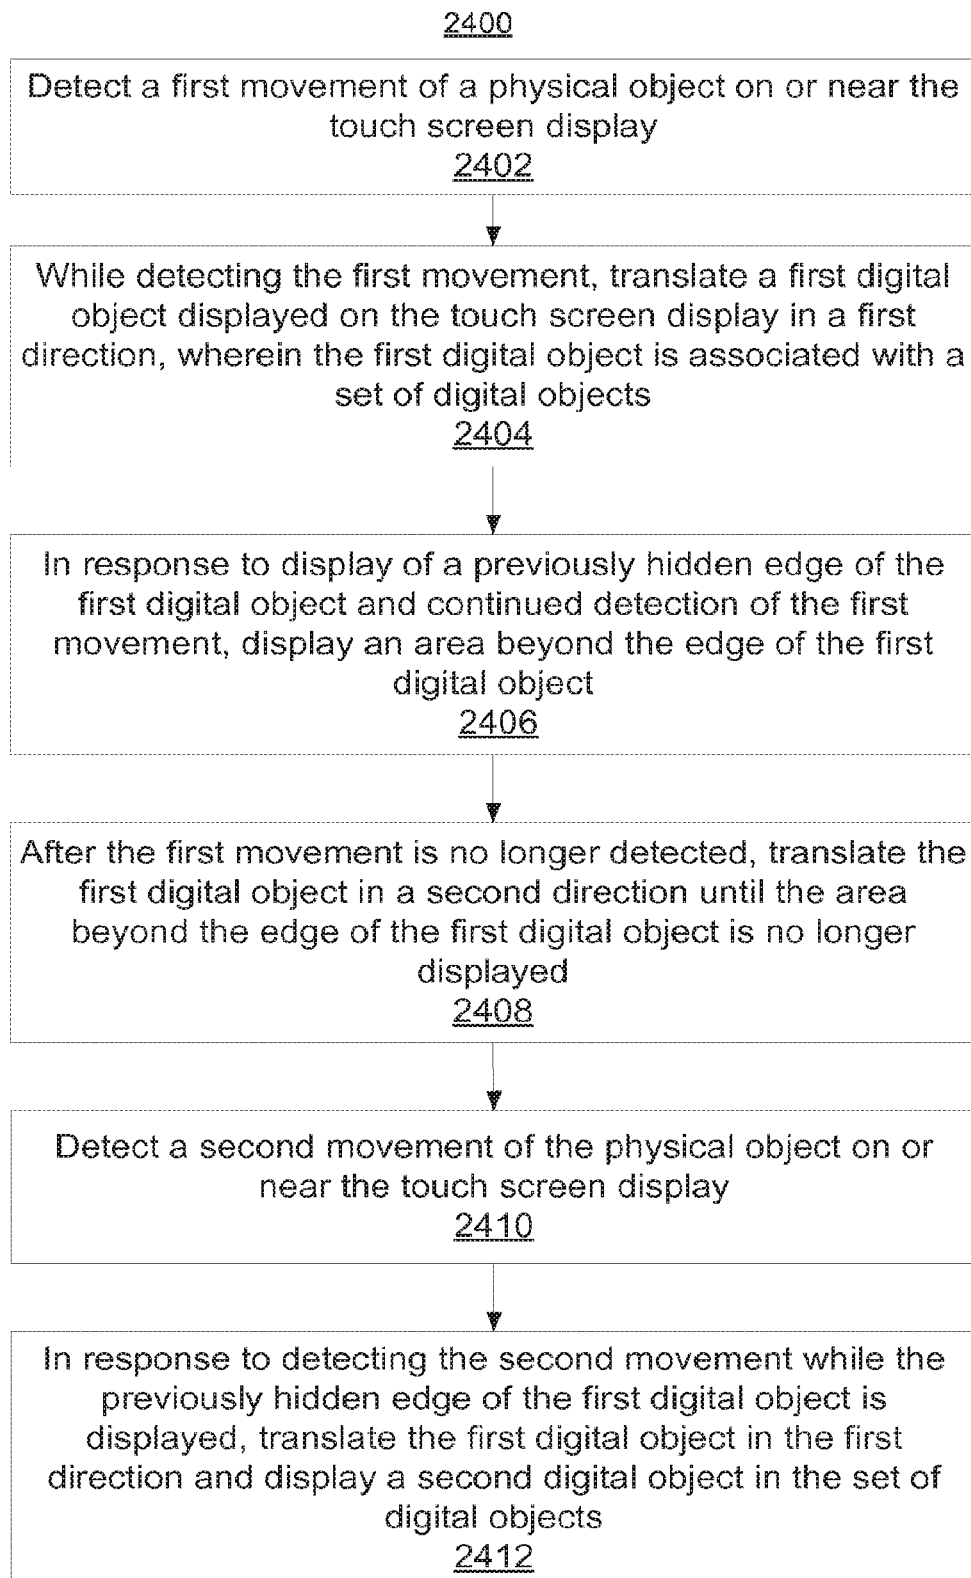 2400
Detect a first movement of a physical object on or near the
touch screen display
2402
While detecting the first movement, translate a first digital
object displayed on the touch screen display in a first
direction, wherein the first digital object is associated with a
set of digital objects
2404
In response to display of a previously hidden edge of the
first digital object and continued detection of the first
movement, display an area beyond the edge of the first
digital object
2406
After the first movement is no longer detected, translate the
first digital object in a second direction until the area
beyond the edge of the first digital object is no longer
displayed
2408
Detect a second movement of the physical object on or
near the touch screen display
2410
In response to detecting the second movement while the
previously hidden edge of the first digital object is
displayed, translate the first digital object in the first
direction and display a second digital object in the set of
digital objects
2412